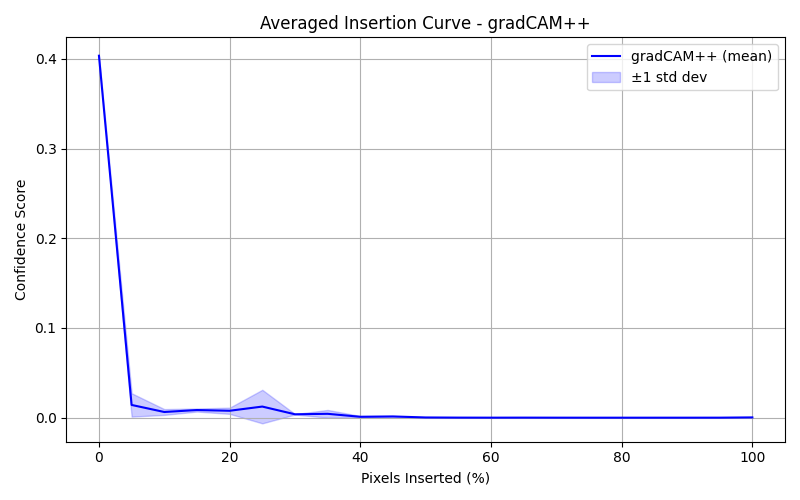 Averaged Insertion Curve - gradCAM++
gradCAM++ (mean)
±1 std dev
Confidence Score
0.4
0.3
0.2
0.1
0.0
0 20 40 60 80 100
Pixels Inserted (%)